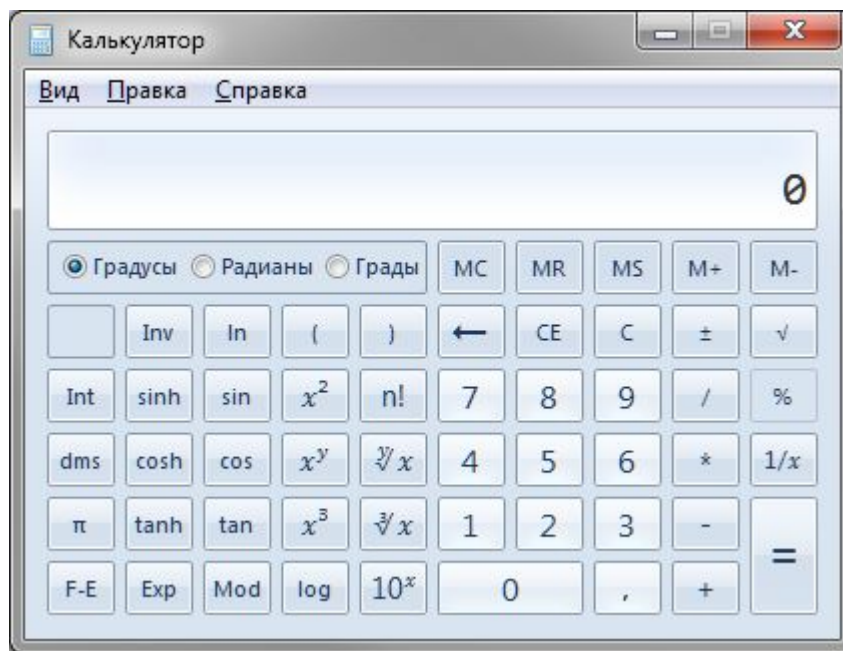 Калькулятор
Вид Правка Справка
0
Градусы Радианы Грады MC MR MS M+ M-
Inv ln ( ) ← CE C ± √
Int sinh sin x² n! 7 8 9 / %
dms cosh cos xʸ ʸ√x 4 5 6 * 1/x
π tanh tan x³ ³√x 1 2 3 - =
F-E Exp Mod log 10ˣ 0 , +